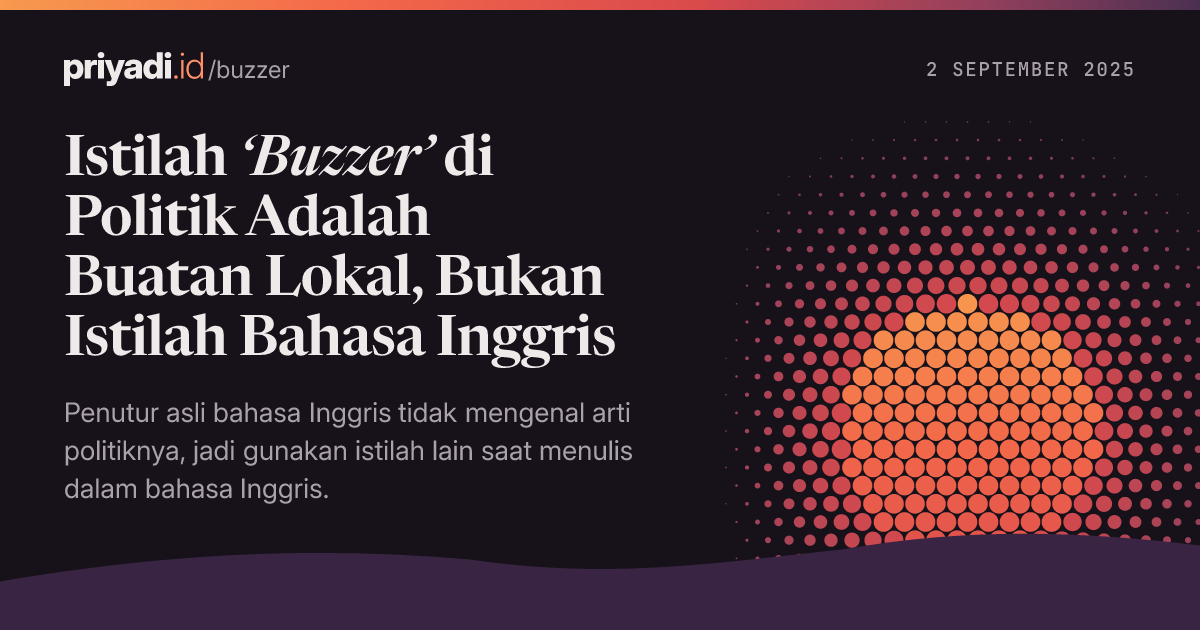 priyadi.id/buzzer
2 SEPTEMBER 2025
Istilah ‘Buzzer’ di
Politik Adalah
Buatan Lokal, Bukan
Istilah Bahasa Inggris
Penutur asli bahasa Inggris tidak mengenal arti
politiknya, jadi gunakan istilah lain saat menulis
dalam bahasa Inggris.